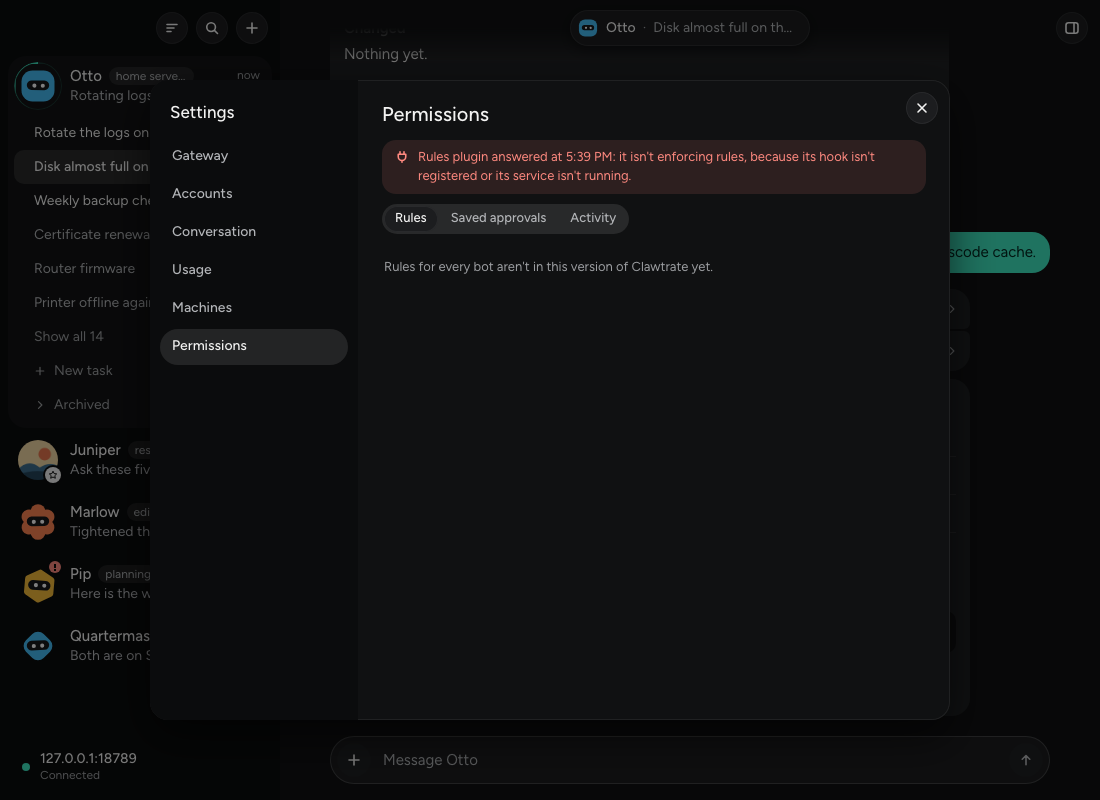 Otto · Disk almost full on th...
Nothing yet.
Otto home serve... now
Rotating logs
Rotate the logs on
Disk almost full on
Weekly backup che
Certificate renewa
Router firmware
Printer offline again
Show all 14
+ New task
> Archived
Juniper res
Ask these fiv
Marlow edi
Tightened th
Pip planning
Here is the w
Quartermas
Both are on S
127.0.0.1:18789
Connected
Settings
Gateway
Accounts
Conversation
Usage
Machines
Permissions
Permissions
Rules plugin answered at 5:39 PM: it isn't enforcing rules, because its hook isn't
registered or its service isn't running.
Rules Saved approvals Activity
Rules for every bot aren't in this version of Clawtrate yet.
scode cache.
Message Otto